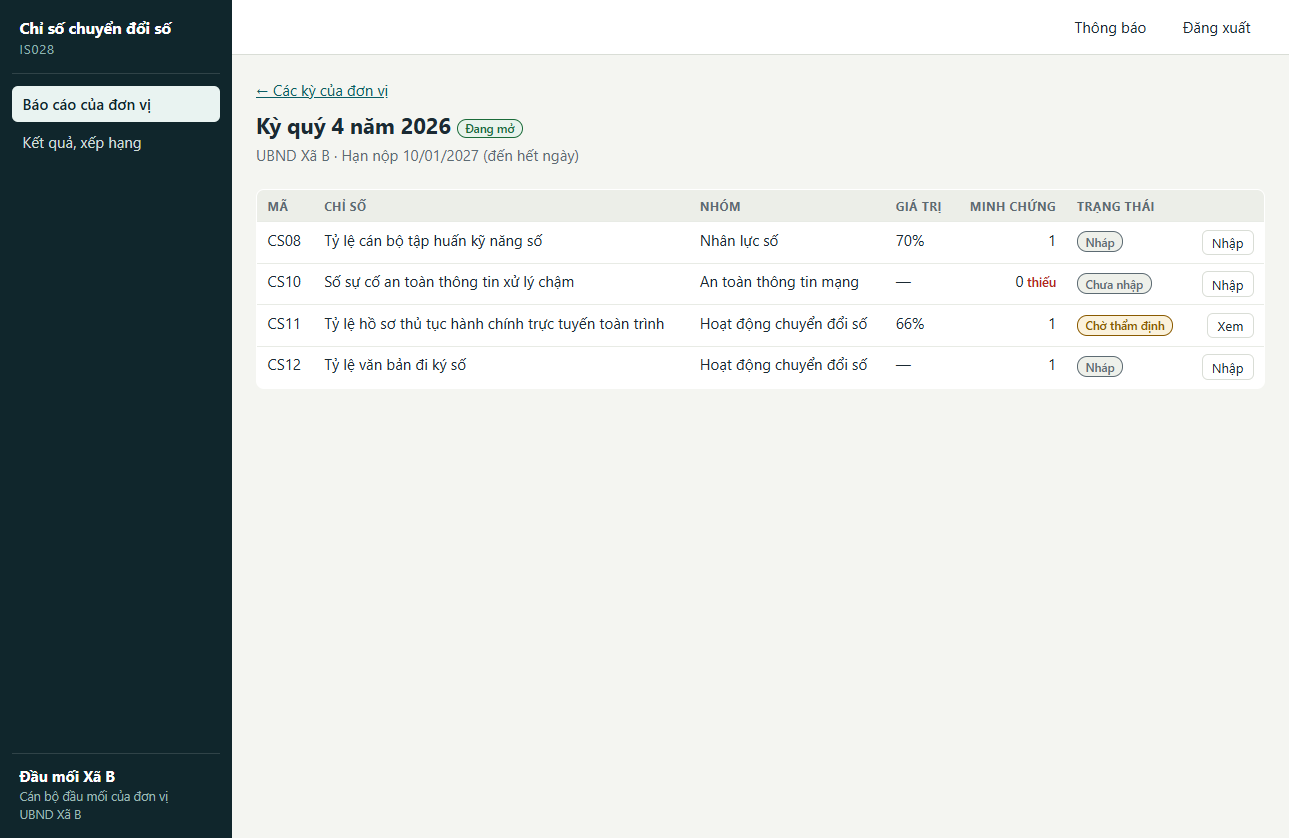 Chỉ số chuyển đổi số
IS028
Báo cáo của đơn vị
Kết quả, xếp hạng
Thông báo Đăng xuất
← Các kỳ của đơn vị
Kỳ quý 4 năm 2026 Đang mở
UBND Xã B · Hạn nộp 10/01/2027 (đến hết ngày)
MÃ CHỈ SỐ NHÓM GIÁ TRỊ MINH CHỨNG TRẠNG THÁI
CS08 Tỷ lệ cán bộ tập huấn kỹ năng số Nhân lực số 70% 1 Nháp Nhập
CS10 Số sự cố an toàn thông tin xử lý chậm An toàn thông tin mạng — 0 thiếu Chưa nhập Nhập
CS11 Tỷ lệ hồ sơ thủ tục hành chính trực tuyến toàn trình Hoạt động chuyển đổi số 66% 1 Chờ thẩm định Xem
CS12 Tỷ lệ văn bản đi ký số Hoạt động chuyển đổi số — 1 Nháp Nhập
Đầu mối Xã B
Cán bộ đầu mối của đơn vị
UBND Xã B